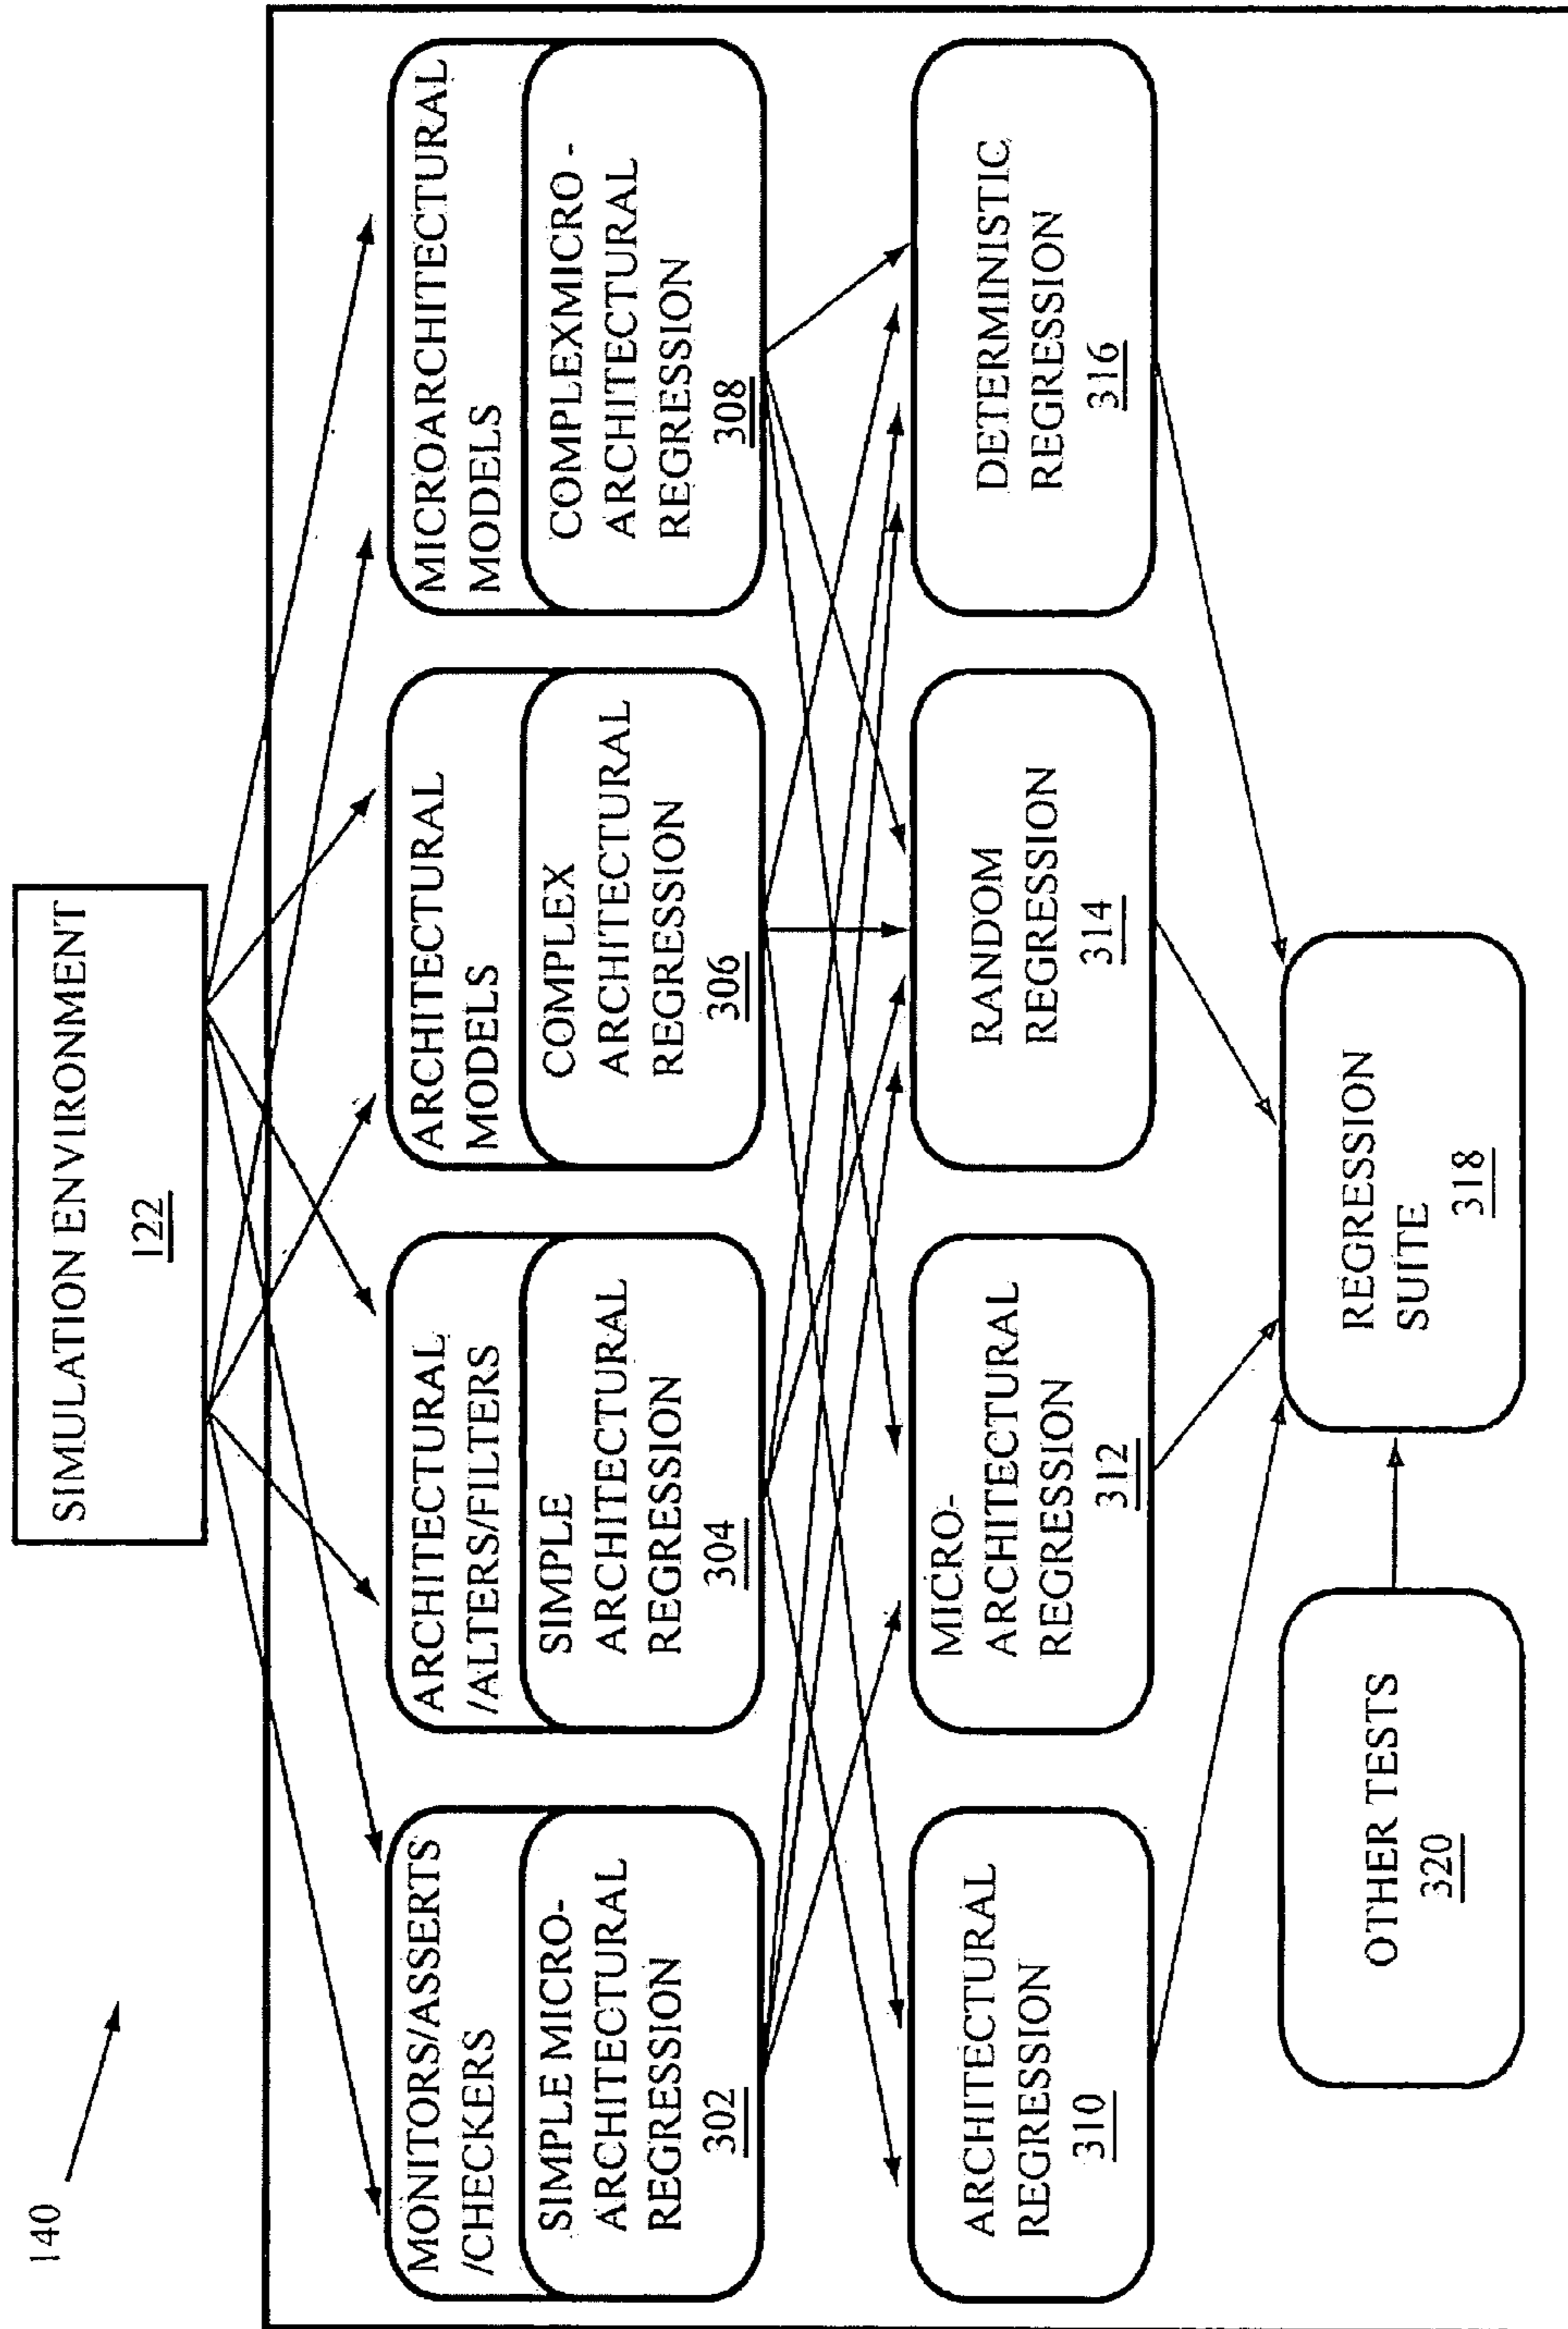 140
SIMULATION ENVIRONMENT
122
MONITORS/ASSERTS
/CHECKERS
SIMPLE MICRO-
ARCHITECTURAL
REGRESSION
302
ARCHITECTURAL
/ALTERS/FILTERS
SIMPLE
ARCHITECTURAL
REGRESSION
304
ARCHITECTURAL
MODELS
COMPLEX
ARCHITECTURAL
REGRESSION
306
MICROARCHITECTURAL
MODELS
COMPLEXMICRO-
ARCHITECTURAL
REGRESSION
308
ARCHITECTURAL
REGRESSION
310
MICRO-
ARCHITECTURAL
REGRESSION
312
RANDOM
REGRESSION
314
DETERMINISTIC
REGRESSION
316
OTHER TESTS
320
REGRESSION
SUITE
318